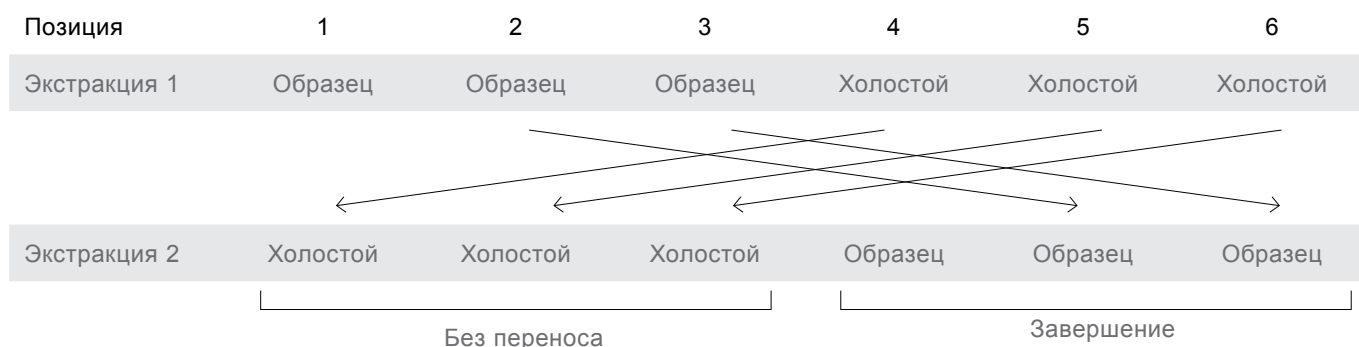 Позиция 1 2 3 4 5 6
Экстракция 1 Образец Образец Образец Холостой Холостой Холостой
Экстракция 2 Холостой Холостой Холостой Образец Образец Образец
Без переноса Завершение